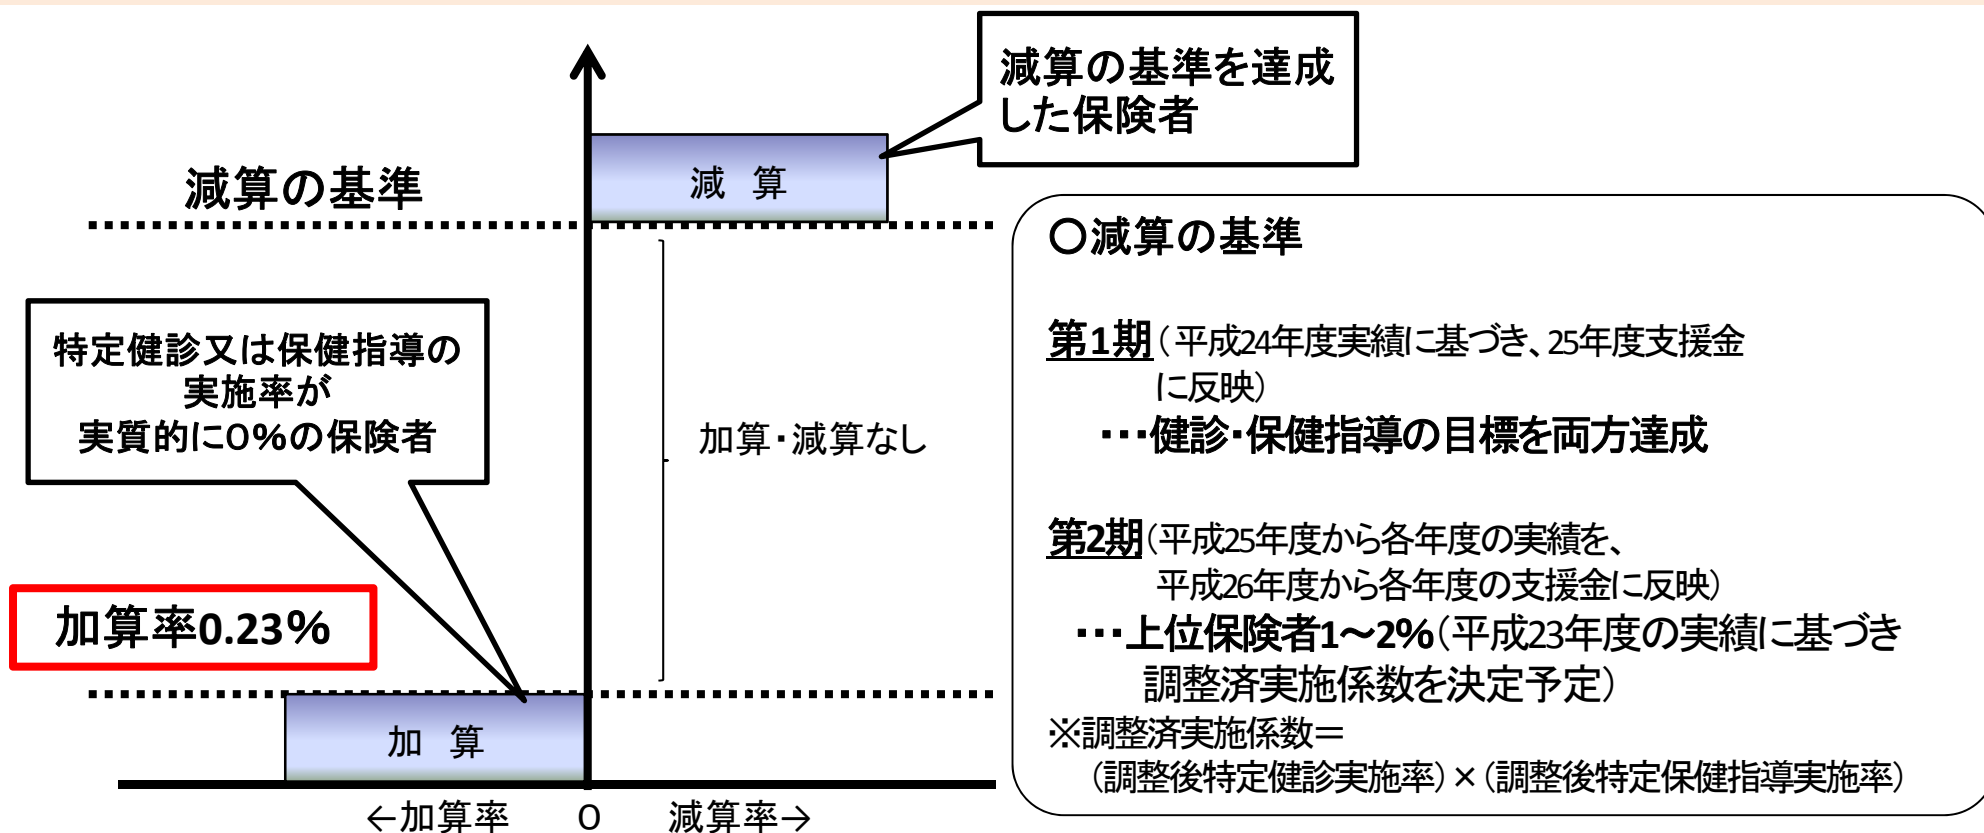 減算の基準を達成
した保険者
減　算
減算の基準
特定健診又は保健指導の
実施率が
実質的に0%の保険者
加算・減算なし
加算率0.23%
加　算
←加算率
0
減算率→
○減算の基準
第1期（平成24年度実績に基づき、25年度支援金
に反映）
・・・健診・保健指導の目標を両方達成
第2期（平成25年度から各年度の実績を、
平成26年度から各年度の支援金に反映）
・・・上位保険者1～2%（平成23年度の実績に基づき
調整済実施係数を決定予定）
※調整済実施係数＝
（調整後特定健診実施率）×（調整後特定保健指導実施率）